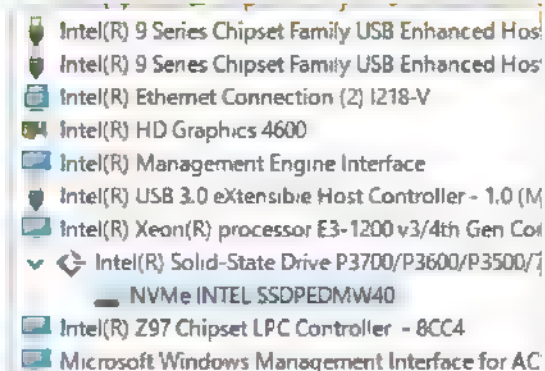 Intel(R) 9 Series Chipset Family USB Enhanced Hos
Intel(R) 9 Series Chipset Family USB Enhanced Hos
Intel(R) Ethernet Connection (2) I218-V
Intel(R) HD Graphics 4600
Intel(R) Management Engine Interface
Intel(R) USB 3.0 eXtensible Host Controller - 1.0 (M
Intel(R) Xeon(R) processor E3-1200 v3/4th Gen Cor
Intel(R) Solid-State Drive P3700/P3600/P3500/7
NVMe INTEL SSDPEDMW40
Intel(R) Z97 Chipset LPC Controller - 8CC4
Microsoft Windows Management Interface for AC